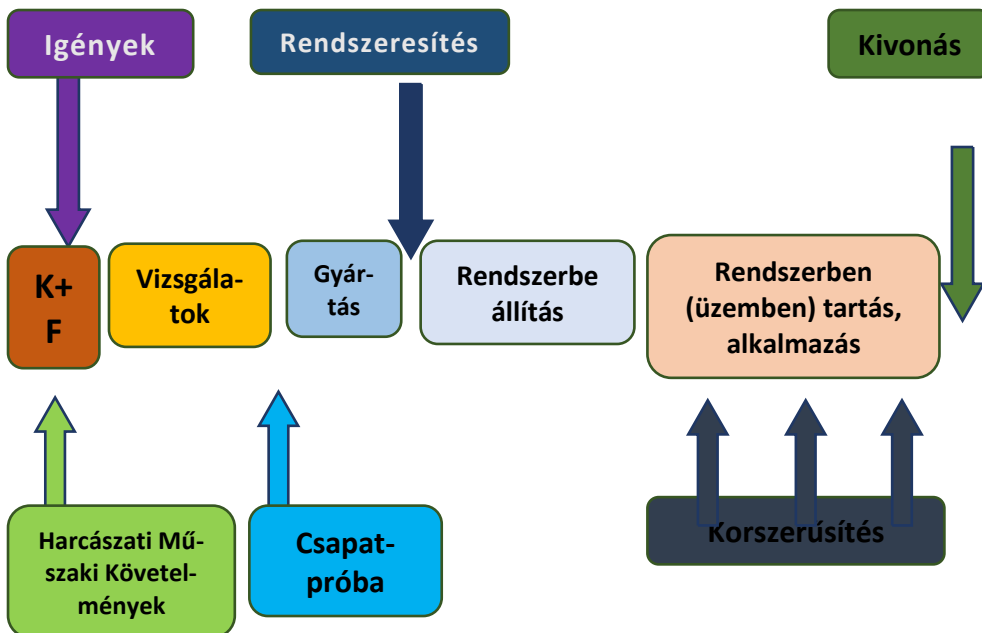 Igények
Rendszeresítés
Kivonás
K+
F
Vizsgála-
tok
Gyár-
tás
Rendszerbe
állítás
Rendszerben
(üzemben) tartás,
alkalmazás
Harcászati Mű-
szaki Követel-
mények
Csapat-
próba
Korszerűsítés